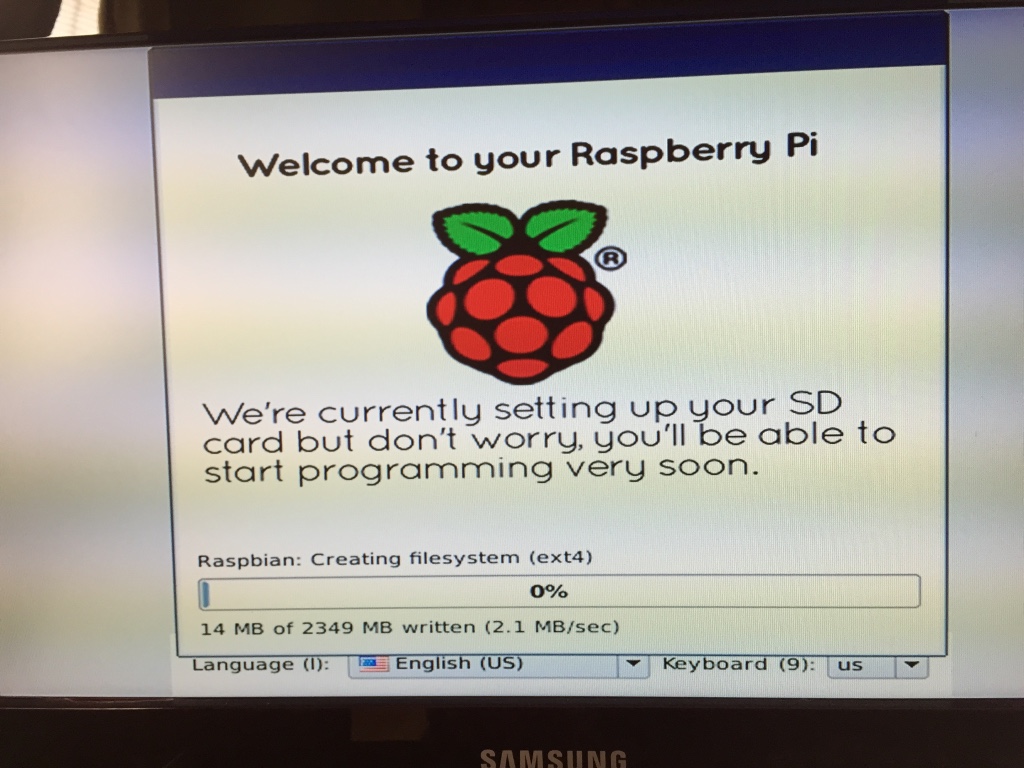 Welcome to your Raspberry Pi
®
We're currently setting up your SD
card but don't worry, you'll be able to
start programming very soon.
Raspbian: Creating filesystem (ext4)
0%
14 MB of 2349 MB written (2.1 MB/sec)
Language (l): English (US) Keyboard (9): us
SAMSUNG